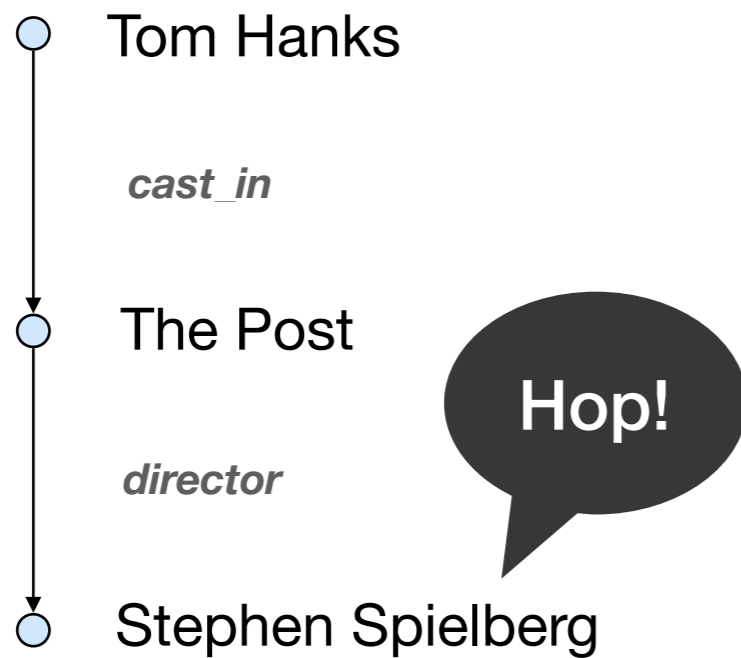 Tom Hanks
cast_in
The Post
Hop!
director
Stephen Spielberg